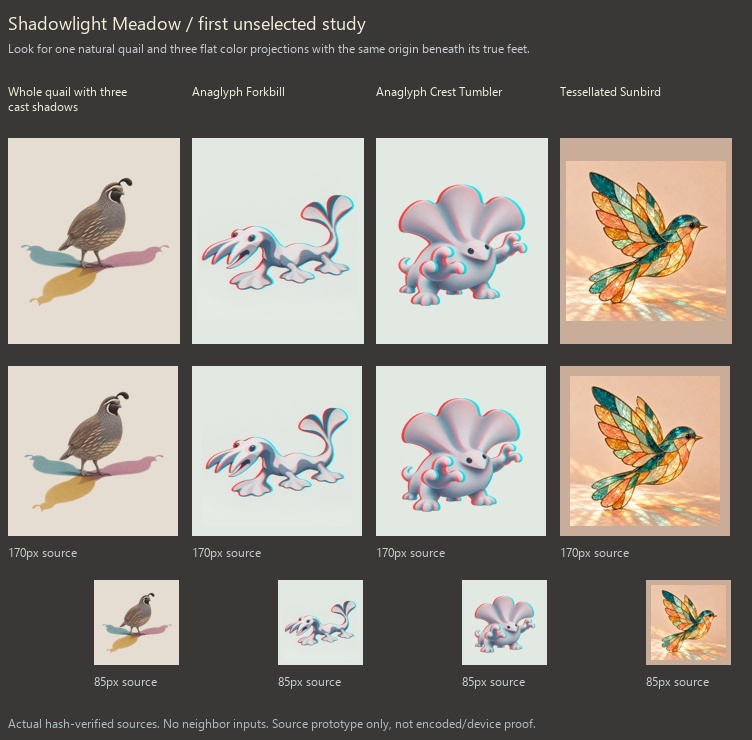 Shadowlight Meadow / first unselected study
Look for one natural quail and three flat color projections with the same origin beneath its true feet.
Whole quail with three
cast shadows
Anaglyph Forkbill
Anaglyph Crest Tumbler
Tessellated Sunbird
170px source
170px source
170px source
170px source
85px source
85px source
85px source
85px source
Actual hash-verified sources. No neighbor inputs. Source prototype only, not encoded/device proof.